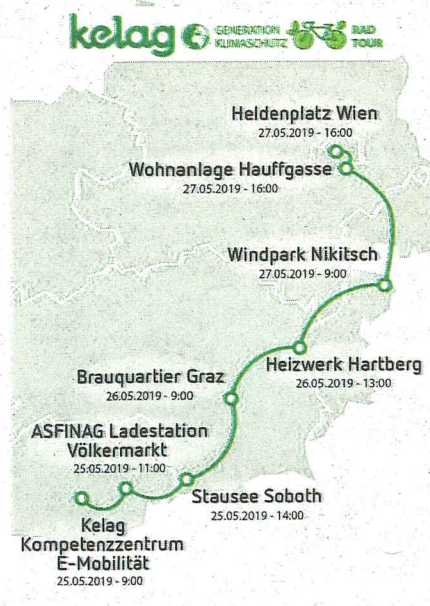 kelag
GENERATION
KLIMASCHUTZ
RAD
TOUR
Heldenplatz Wien
27.05.2019 - 16:00
Wohnanlage Hauffgasse
27.05.2019 - 16:00
Windpark Nikitsch
27.05.2019 - 9:00
Heizwerk Hartberg
26.05.2019 - 13:00
Brauquartier Graz
26.05.2019 - 9:00
ASFINAG Ladestation
Völkermarkt
25.05.2019 - 11:00
Stausee Soboth
25.05.2019 - 14:00
Kelag
Kompetenzzentrum
E-Mobilität
25.05.2019 - 9:00